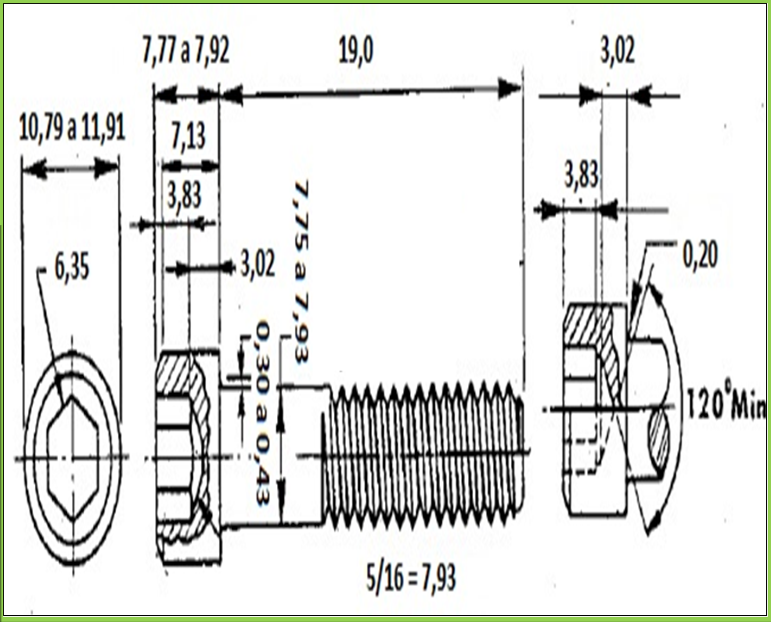 7,77 a 7,92
19,0
3,02
10,79 a 11,91
7,13
3,83
3,83
7,75 a 7,93
6,35
3,02
0,20
0,30 a 0,43
120° Min
5/16 = 7,93